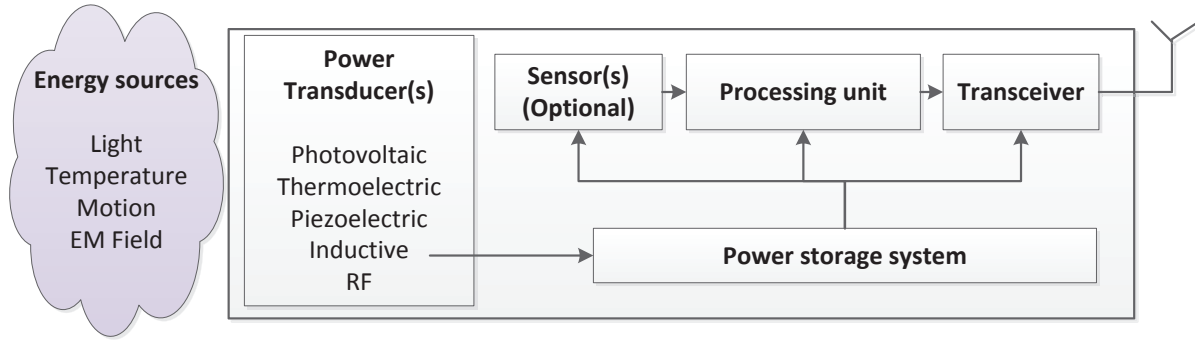 Energy sources
Light
Temperature
Motion
EM Field
Power
Transducer(s)
Photovoltaic
Thermoelectric
Piezoelectric
Inductive
RF
Sensor(s)
(Optional)
Processing unit
Transceiver
Power storage system